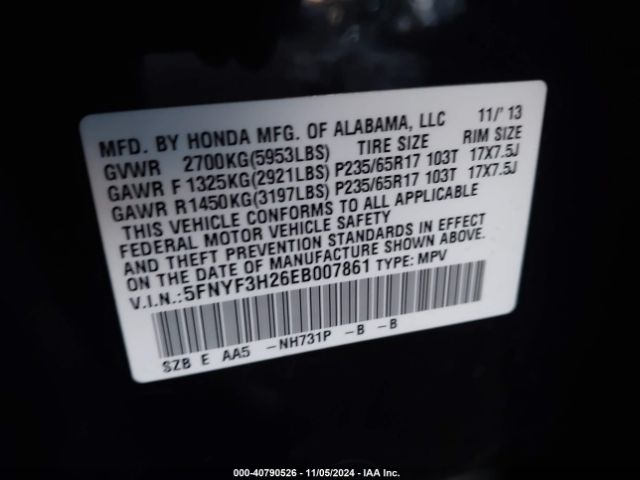 MFD. BY HONDA MFG. OF ALABAMA, LLC 11/'13
GVWR 2700KG(5953LBS) TIRE SIZE RIM SIZE
GAWR F 1325KG(2921LBS) P235/65R17 103T 17X7.5J
GAWR R1450KG(3197LBS) P235/65R17 103T 17X7.5J
THIS VEHICLE CONFORMS TO ALL APPLICABLE
FEDERAL MOTOR VEHICLE SAFETY
AND THEFT PREVENTION STANDARDS IN EFFECT
ON THE DATE OF MANUFACTURE SHOWN ABOVE.
V.I.N.:5FNYF3H26EB007861 TYPE: MPV
SZB E AA5 -NH731P -B -B
000-40790526 - 11/05/2024 - IAA Inc.